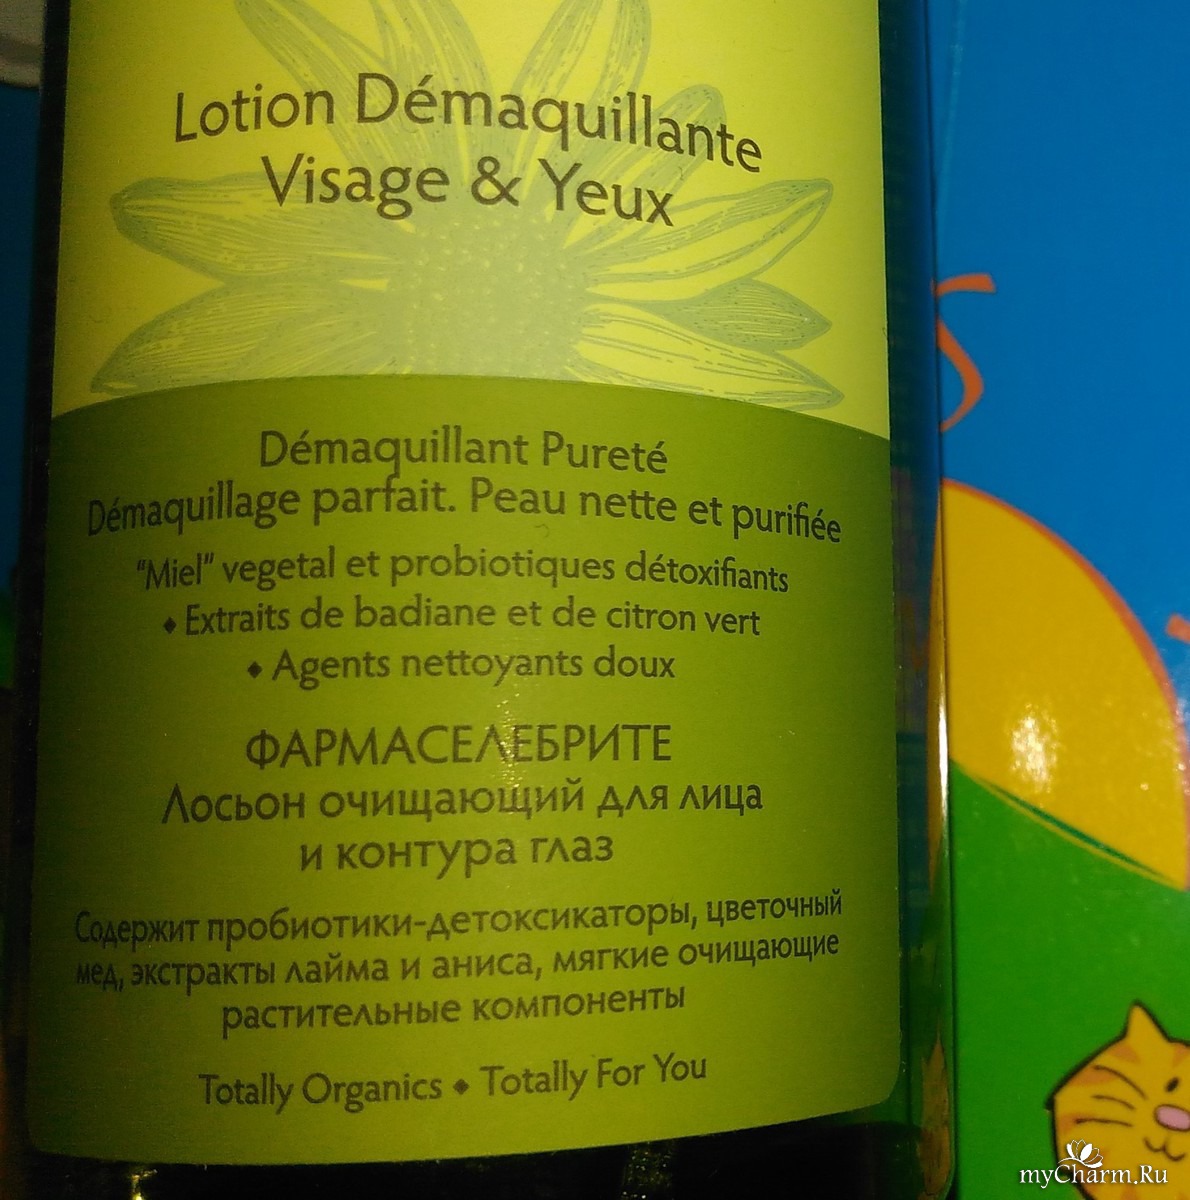 Lotion Démaquillante
Visage & Yeux
Démaquillant Pureté
Démaquillage parfait. Peau nette et purifiée
"Miel" vegetal et probiotiques détoxifiants
⬥ Extraits de badiane et de citron vert
⬥ Agents nettoyants doux
ФАРМАСЕЛЕБРИТЕ
Лосьон очищающий для лица
и контура глаз
Содержит пробиотики-детоксикаторы, цветочный
мед, экстракты лайма и аниса, мягкие очищающие
растительные компоненты
Totally Organics ⬥ Totally For You
myCharm.Ru